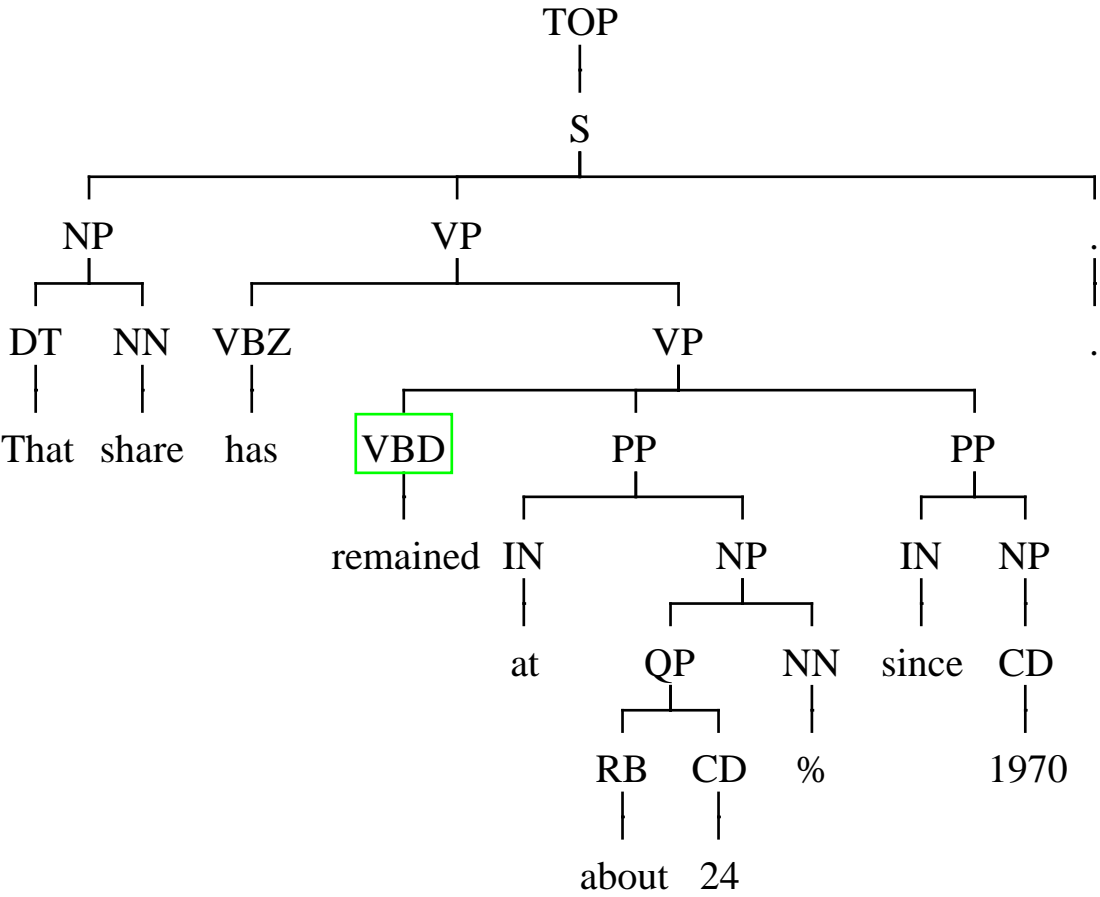 TOP
S
NP VP .
DT NN VBZ VP .
That share has VBD PP PP
remained IN NP IN NP
at QP NN since CD
RB CD % 1970
about 24